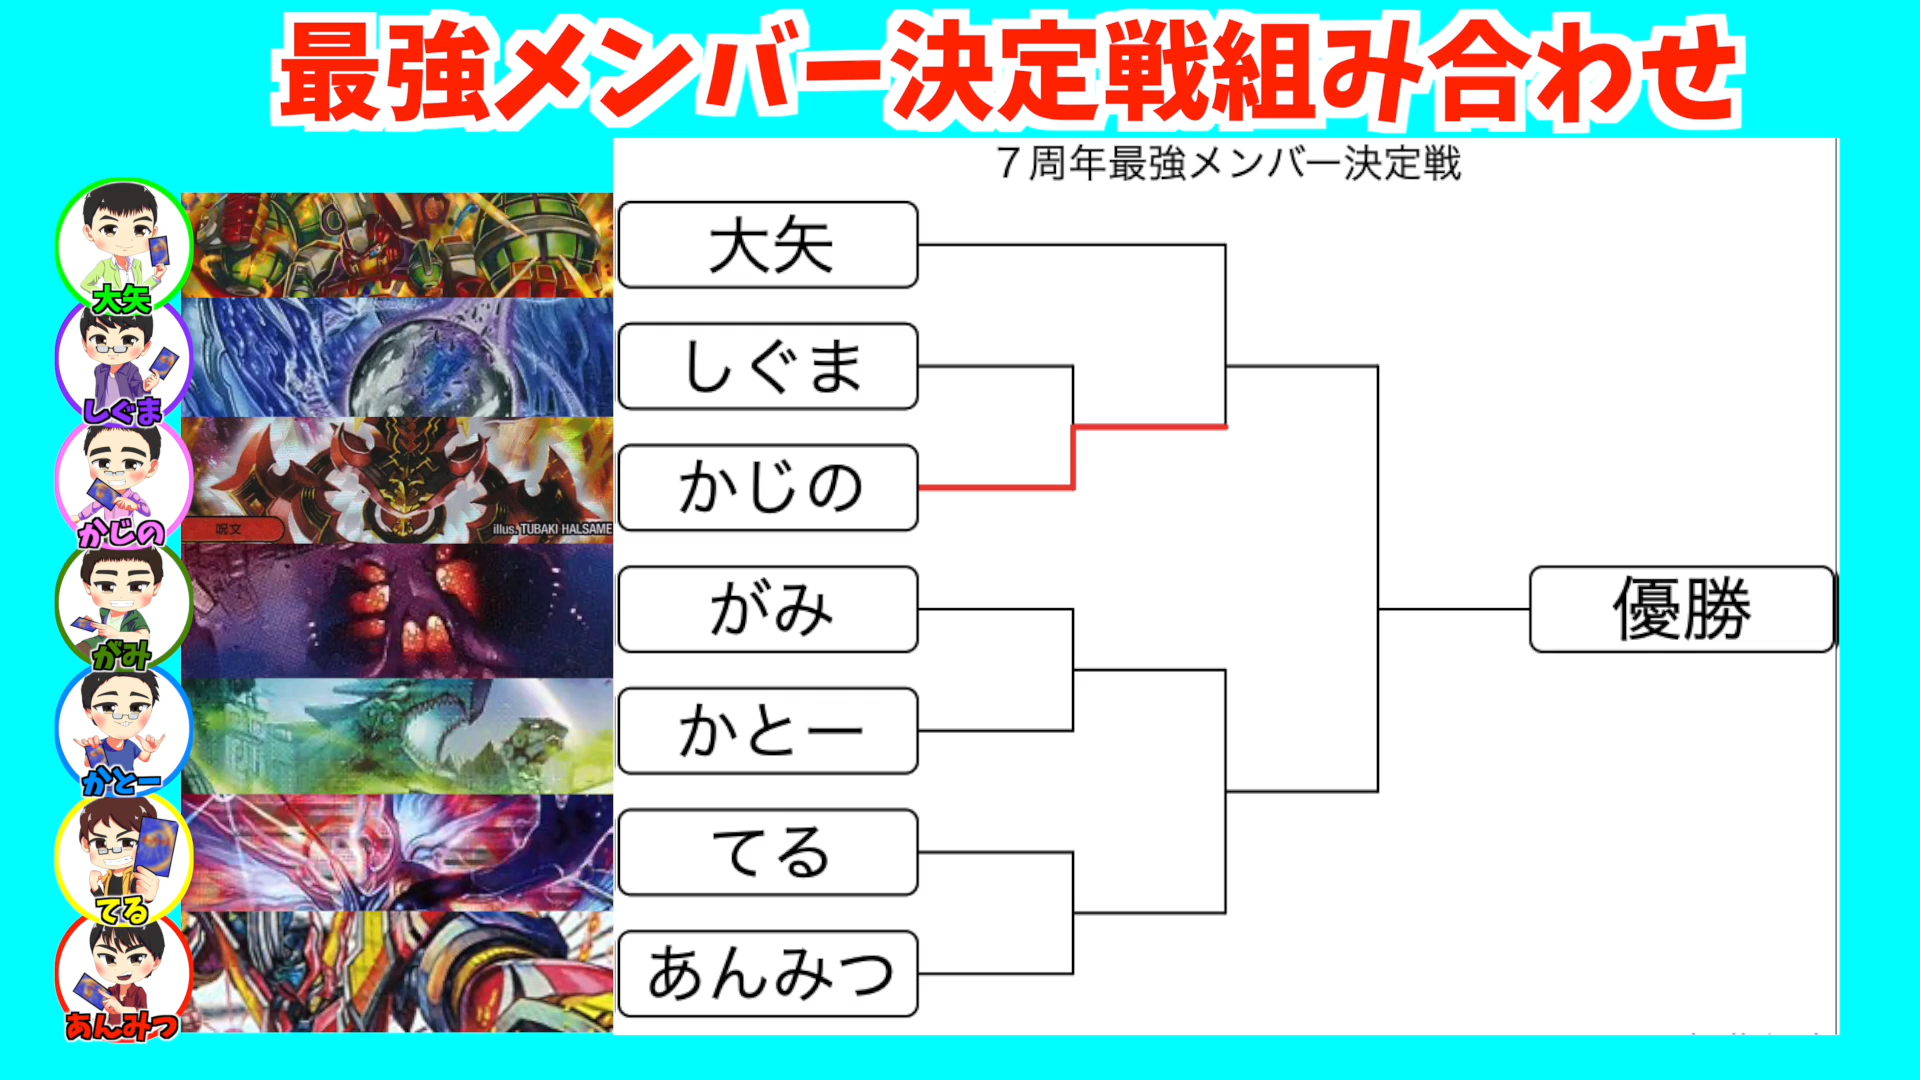 最強メンバー決定戦組み合わせ
７周年最強メンバー決定戦
大矢
大矢
しぐま
しぐま
呪文
illus. TUBAKI HALSAME
かじの
かじの
がみ
がみ
優勝
かとー
かとー
てる
てる
あんみつ
あんみつ